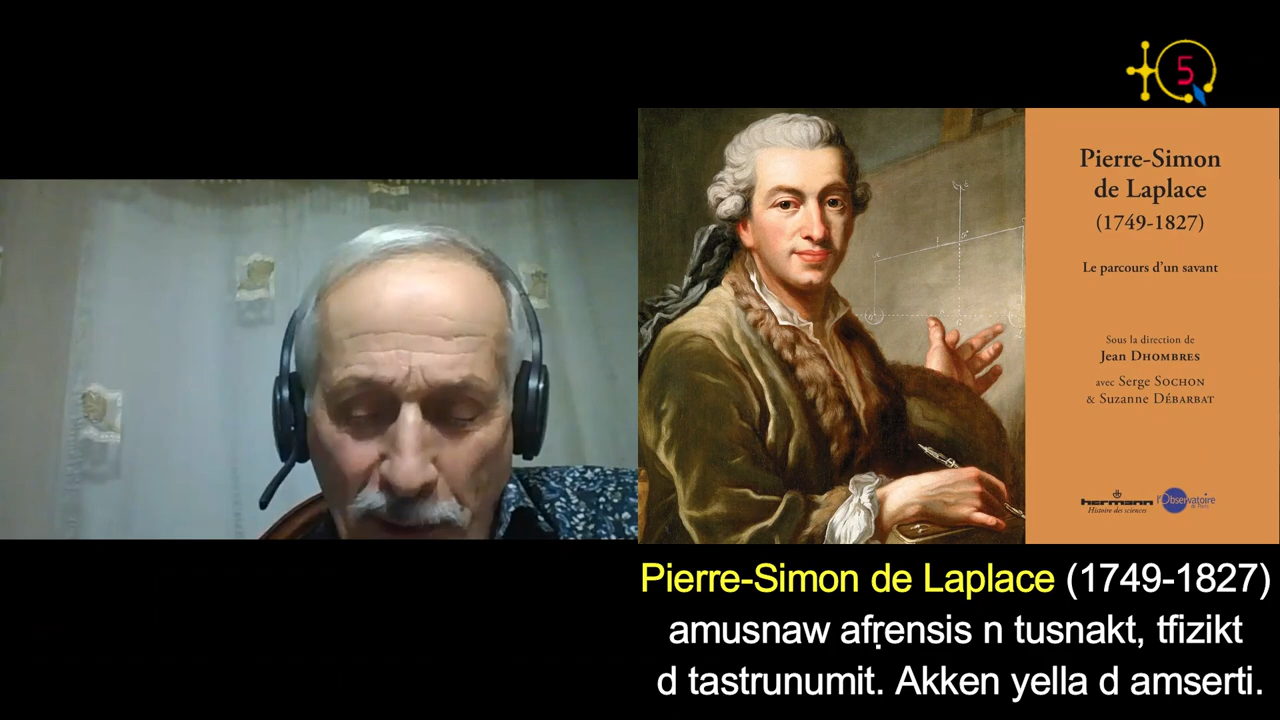 5
Pierre-Simon
de Laplace
(1749-1827)
Le parcours d'un savant
Sous la direction de
Jean DHOMBRES
avec Serge SOCHON
& Suzanne DÉBARBAT
hermann
Histoire des sciences
l'Observatoire
de Paris
Pierre-Simon de Laplace (1749-1827)
amusnaw afṛensis n tusnakt, tfizikt
d tastrunumit. Akken yella d amserti.